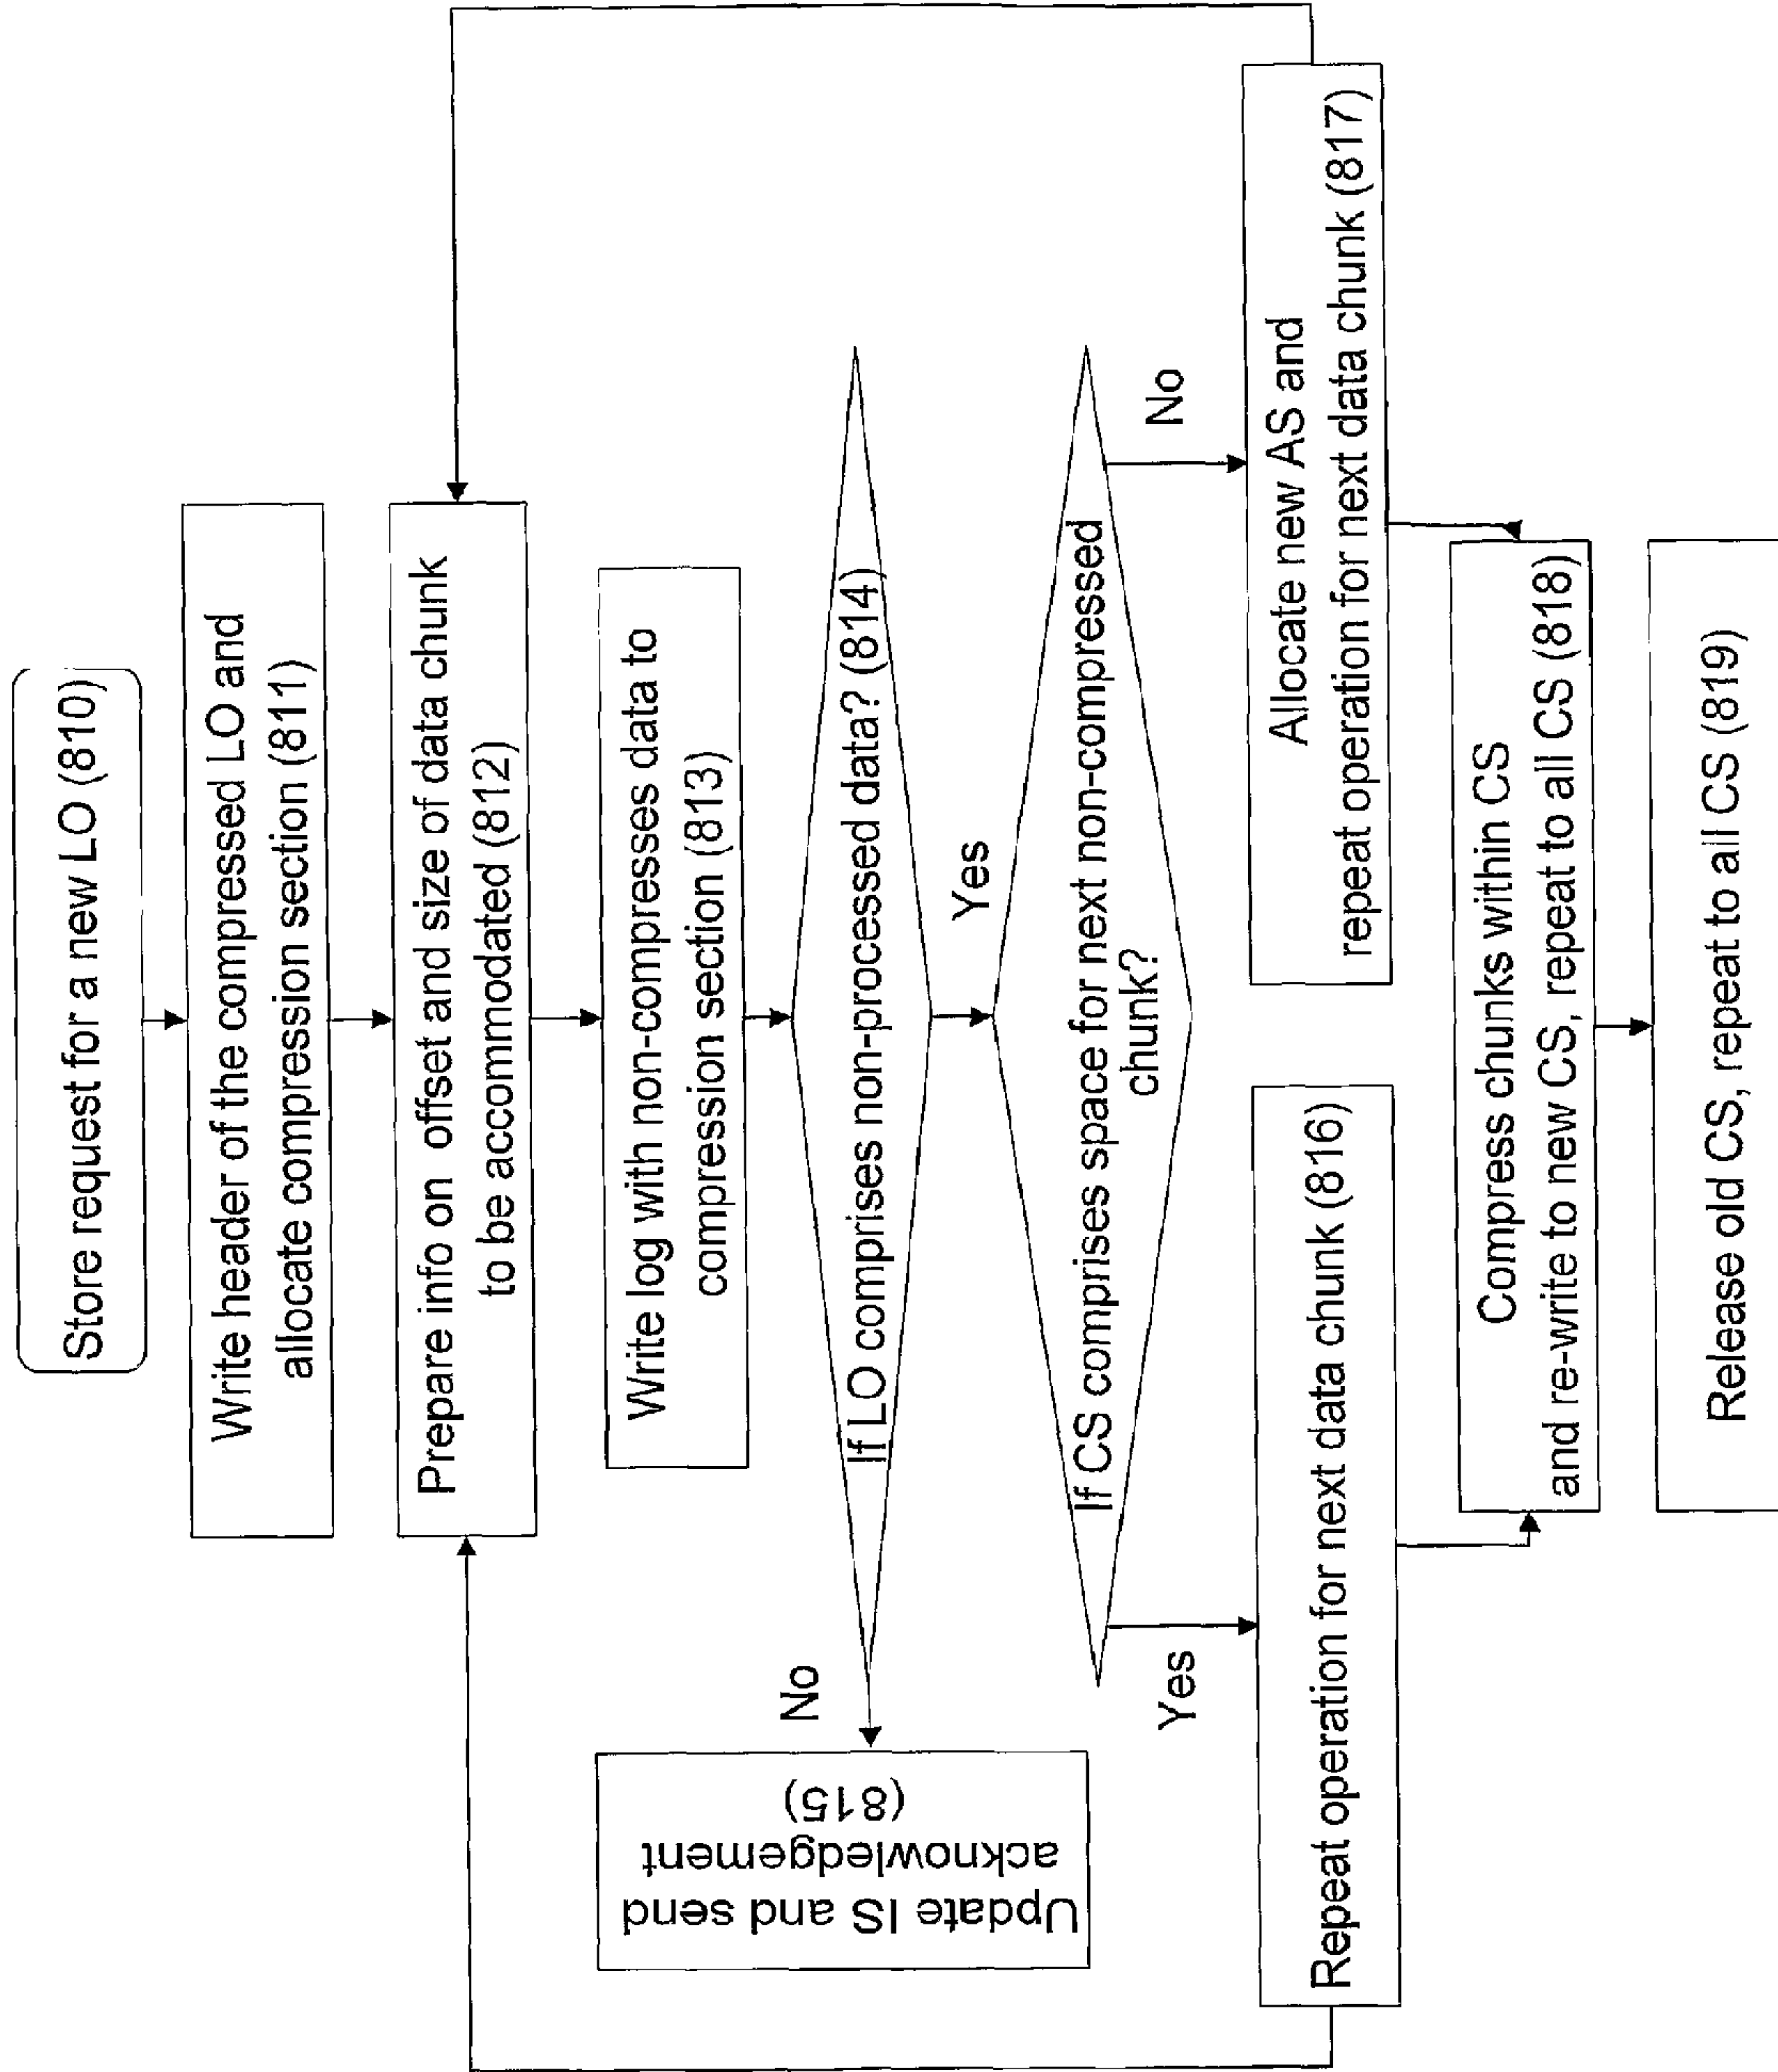 Store request for a new LO (810)
Write header of the compressed LO and
allocate compression section (811)
Prepare info on offset and size of data chunk
to be accommodated (812)
Write log with non-compresses data to
compression section (813)
If LO comprises non-processed data? (814)
No
Update IS and send
acknowledgement
(815)
Yes
If CS comprises space for next non-compressed
chunk?
Yes
No
Repeat operation for next data chunk (816)
Allocate new AS and
repeat operation for next data chunk (817)
Compress chunks within CS
and re-write to new CS, repeat to all CS (818)
Release old CS, repeat to all CS (819)